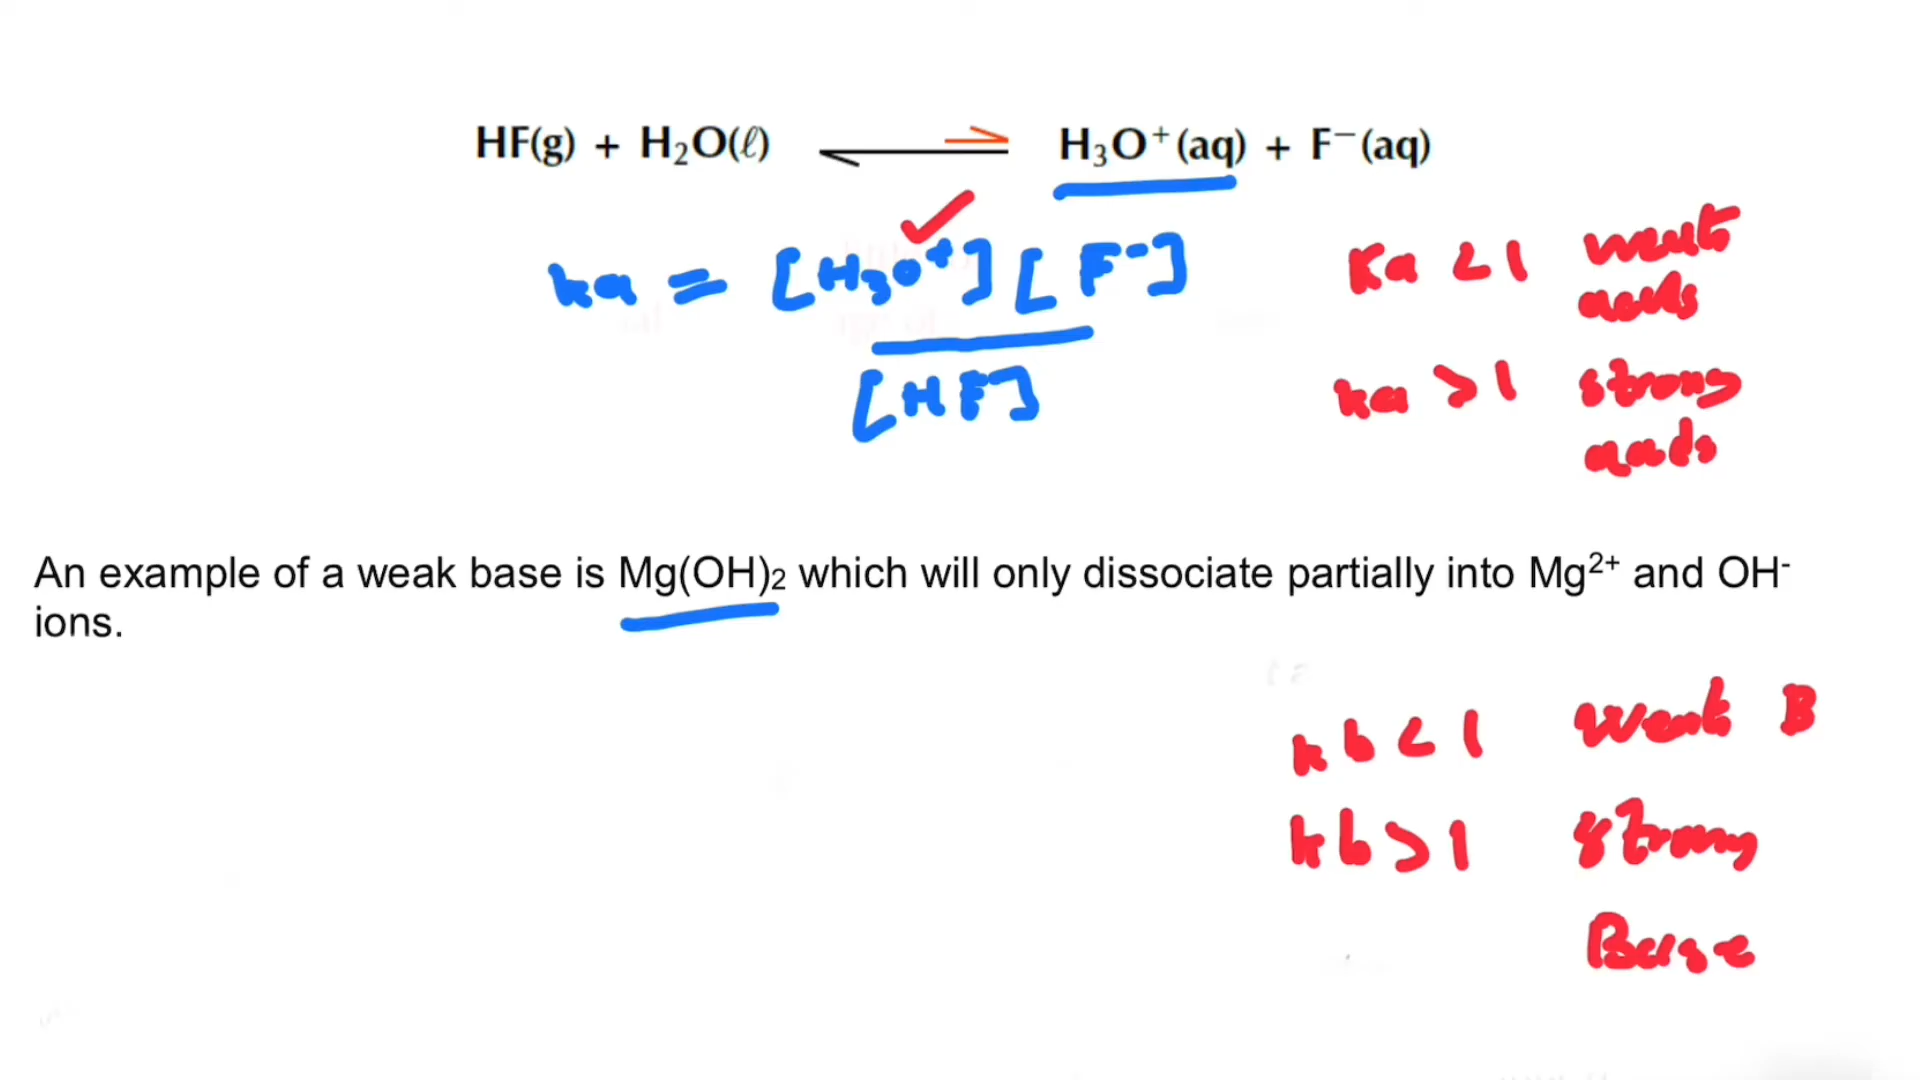 HF(g) + H₂O(ℓ) ⇌ H₃O⁺(aq) + F⁻(aq)
ka = [H₃O⁺] [F⁻]
[HF]
Ka < 1 weak
acids
ka > 1 strong
acids
An example of a weak base is Mg(OH)₂ which will only dissociate partially into Mg²⁺ and OH⁻
ions.
kb < 1 weak B
kb > 1 strong
Base